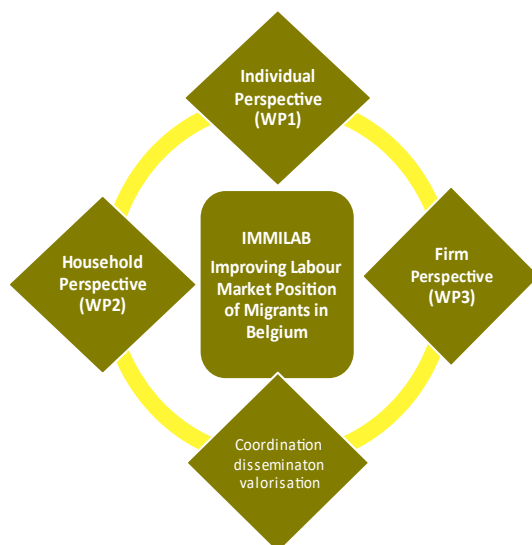 Individual
Perspective
(WP1)
Household
Perspective
(WP2)
IMMILAB
Improving Labour
Market Position
of Migrants in
Belgium
Firm
Perspective
(WP3)
Coordination
disseminaton
valorisation